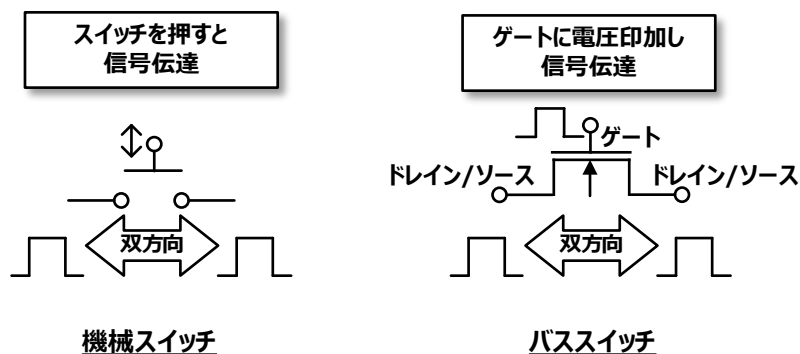 スイッチを押すと
信号伝達
ゲートに電圧印加し
信号伝達
ゲート
ドレイン/ソース
ドレイン/ソース
双方向
双方向
機械スイッチ
バススイッチ